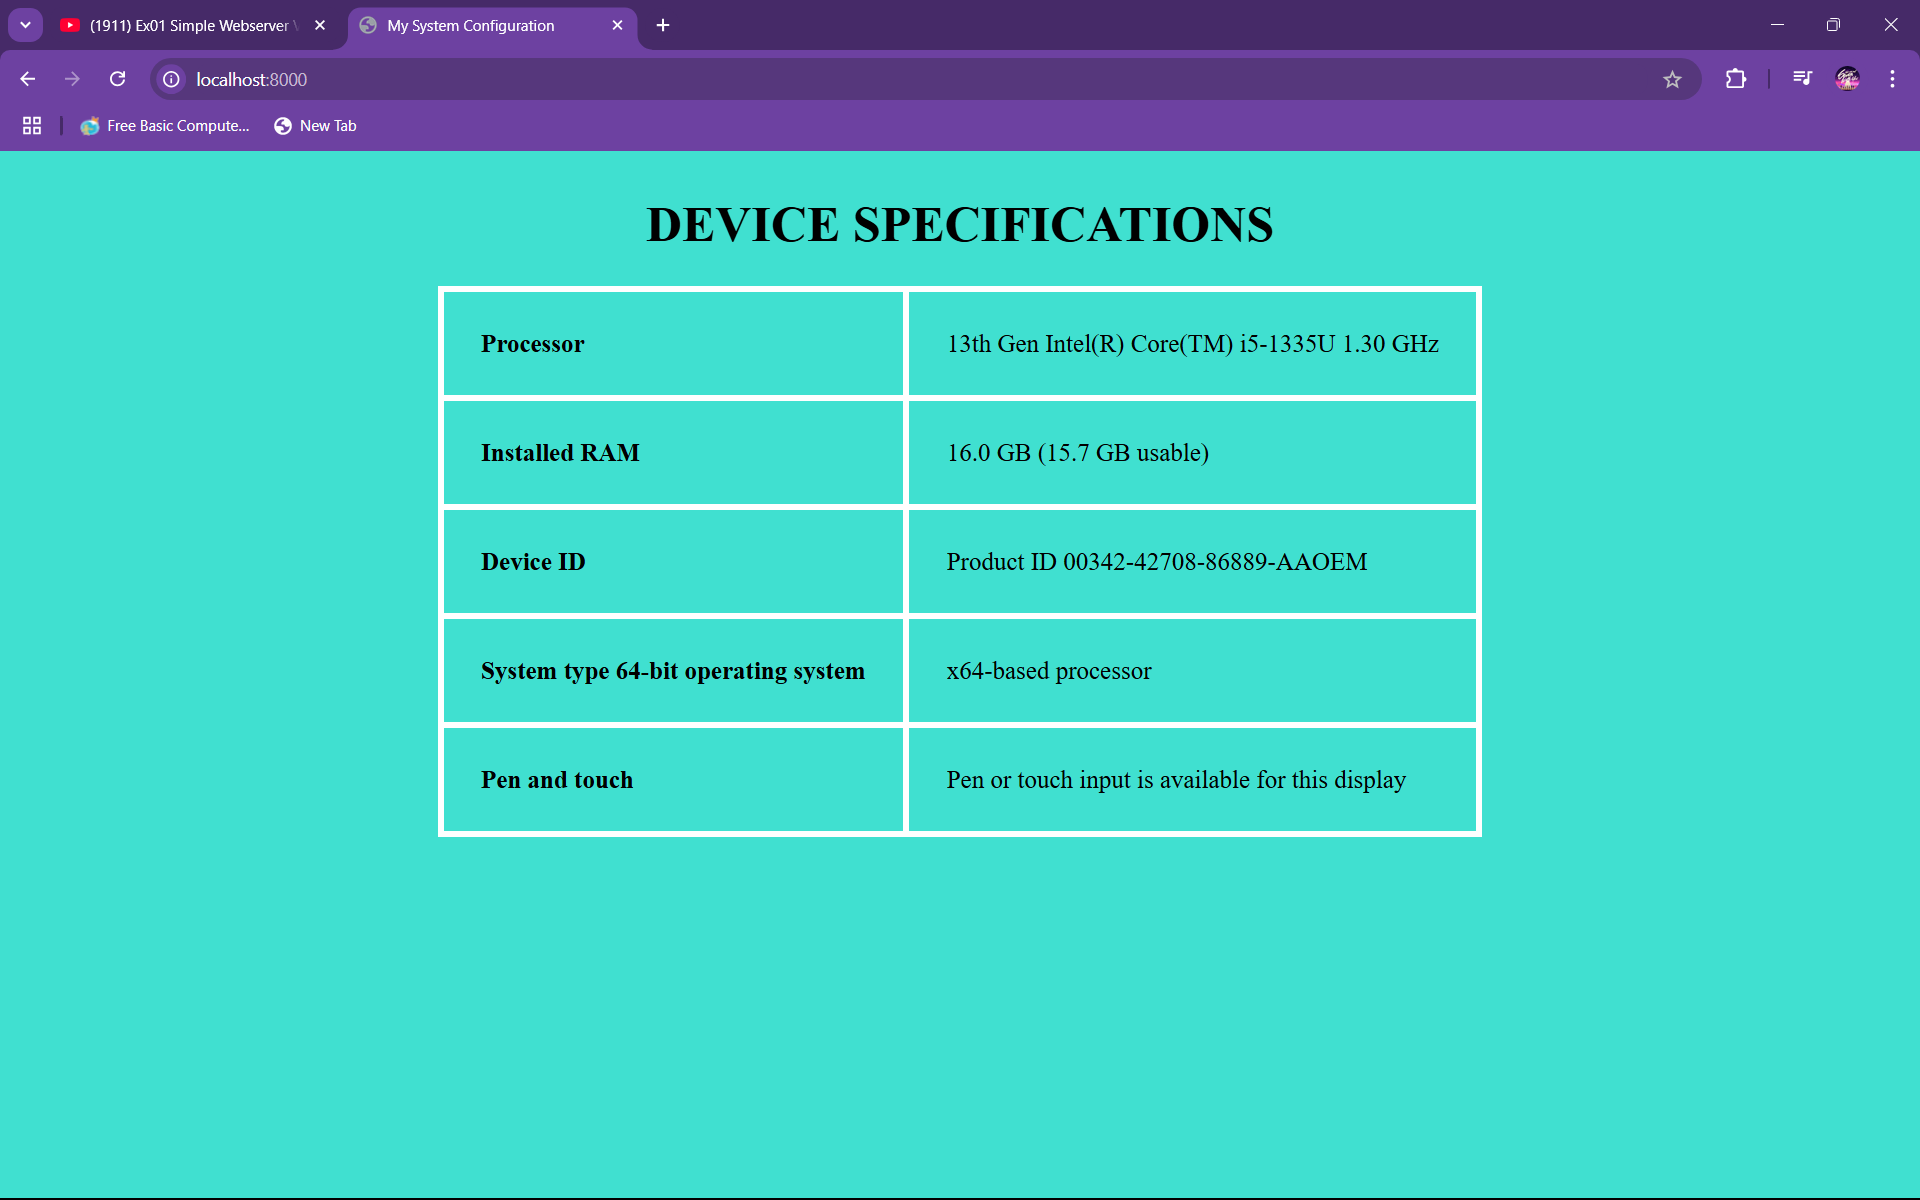 (1911) Ex01 Simple Webserver
My System Configuration
localhost:8000
Free Basic Compute...
New Tab
DEVICE SPECIFICATIONS
Processor 13th Gen Intel(R) Core(TM) i5-1335U 1.30 GHz
Installed RAM 16.0 GB (15.7 GB usable)
Device ID Product ID 00342-42708-86889-AAOEM
System type 64-bit operating system x64-based processor
Pen and touch Pen or touch input is available for this display